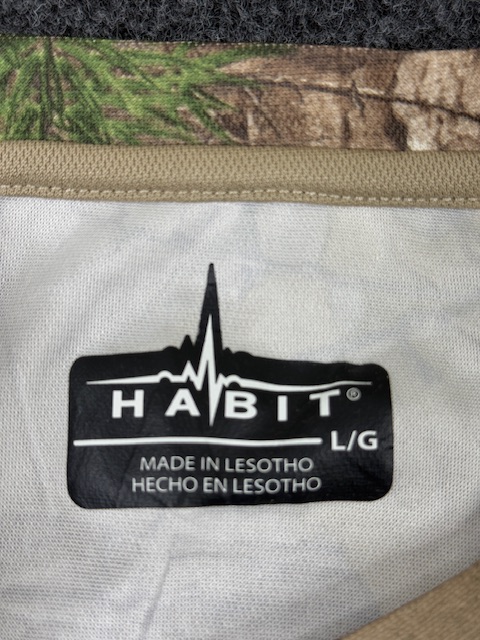 HABIT®
L/G
MADE IN LESOTHO
HECHO EN LESOTHO